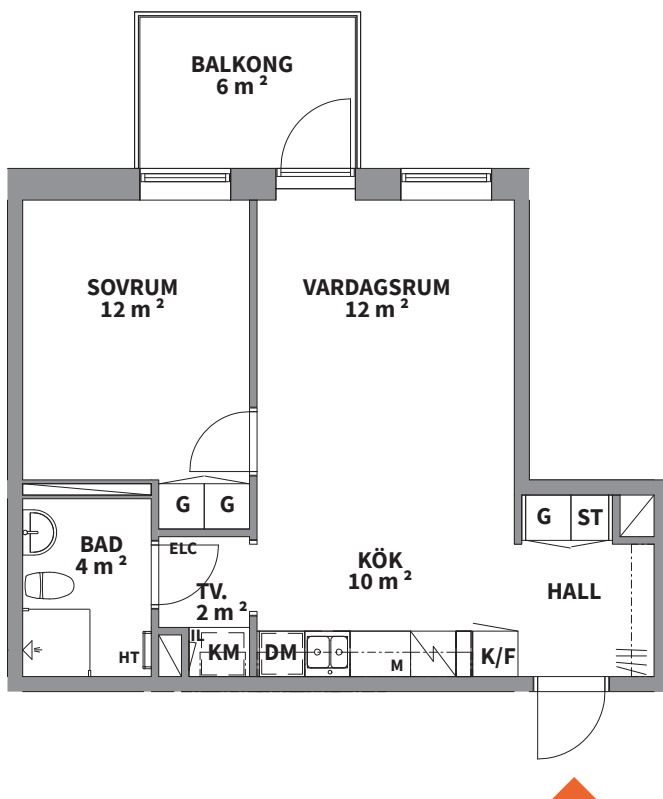 BALKONG
6 m ²
SOVRUM
12 m ²
VARDAGSRUM
12 m ²
G G
G ST
BAD
4 m ²
ELC
TV.
2 m ²
KÖK
10 m ²
HALL
IL
HT
KM
DM
M
K/F